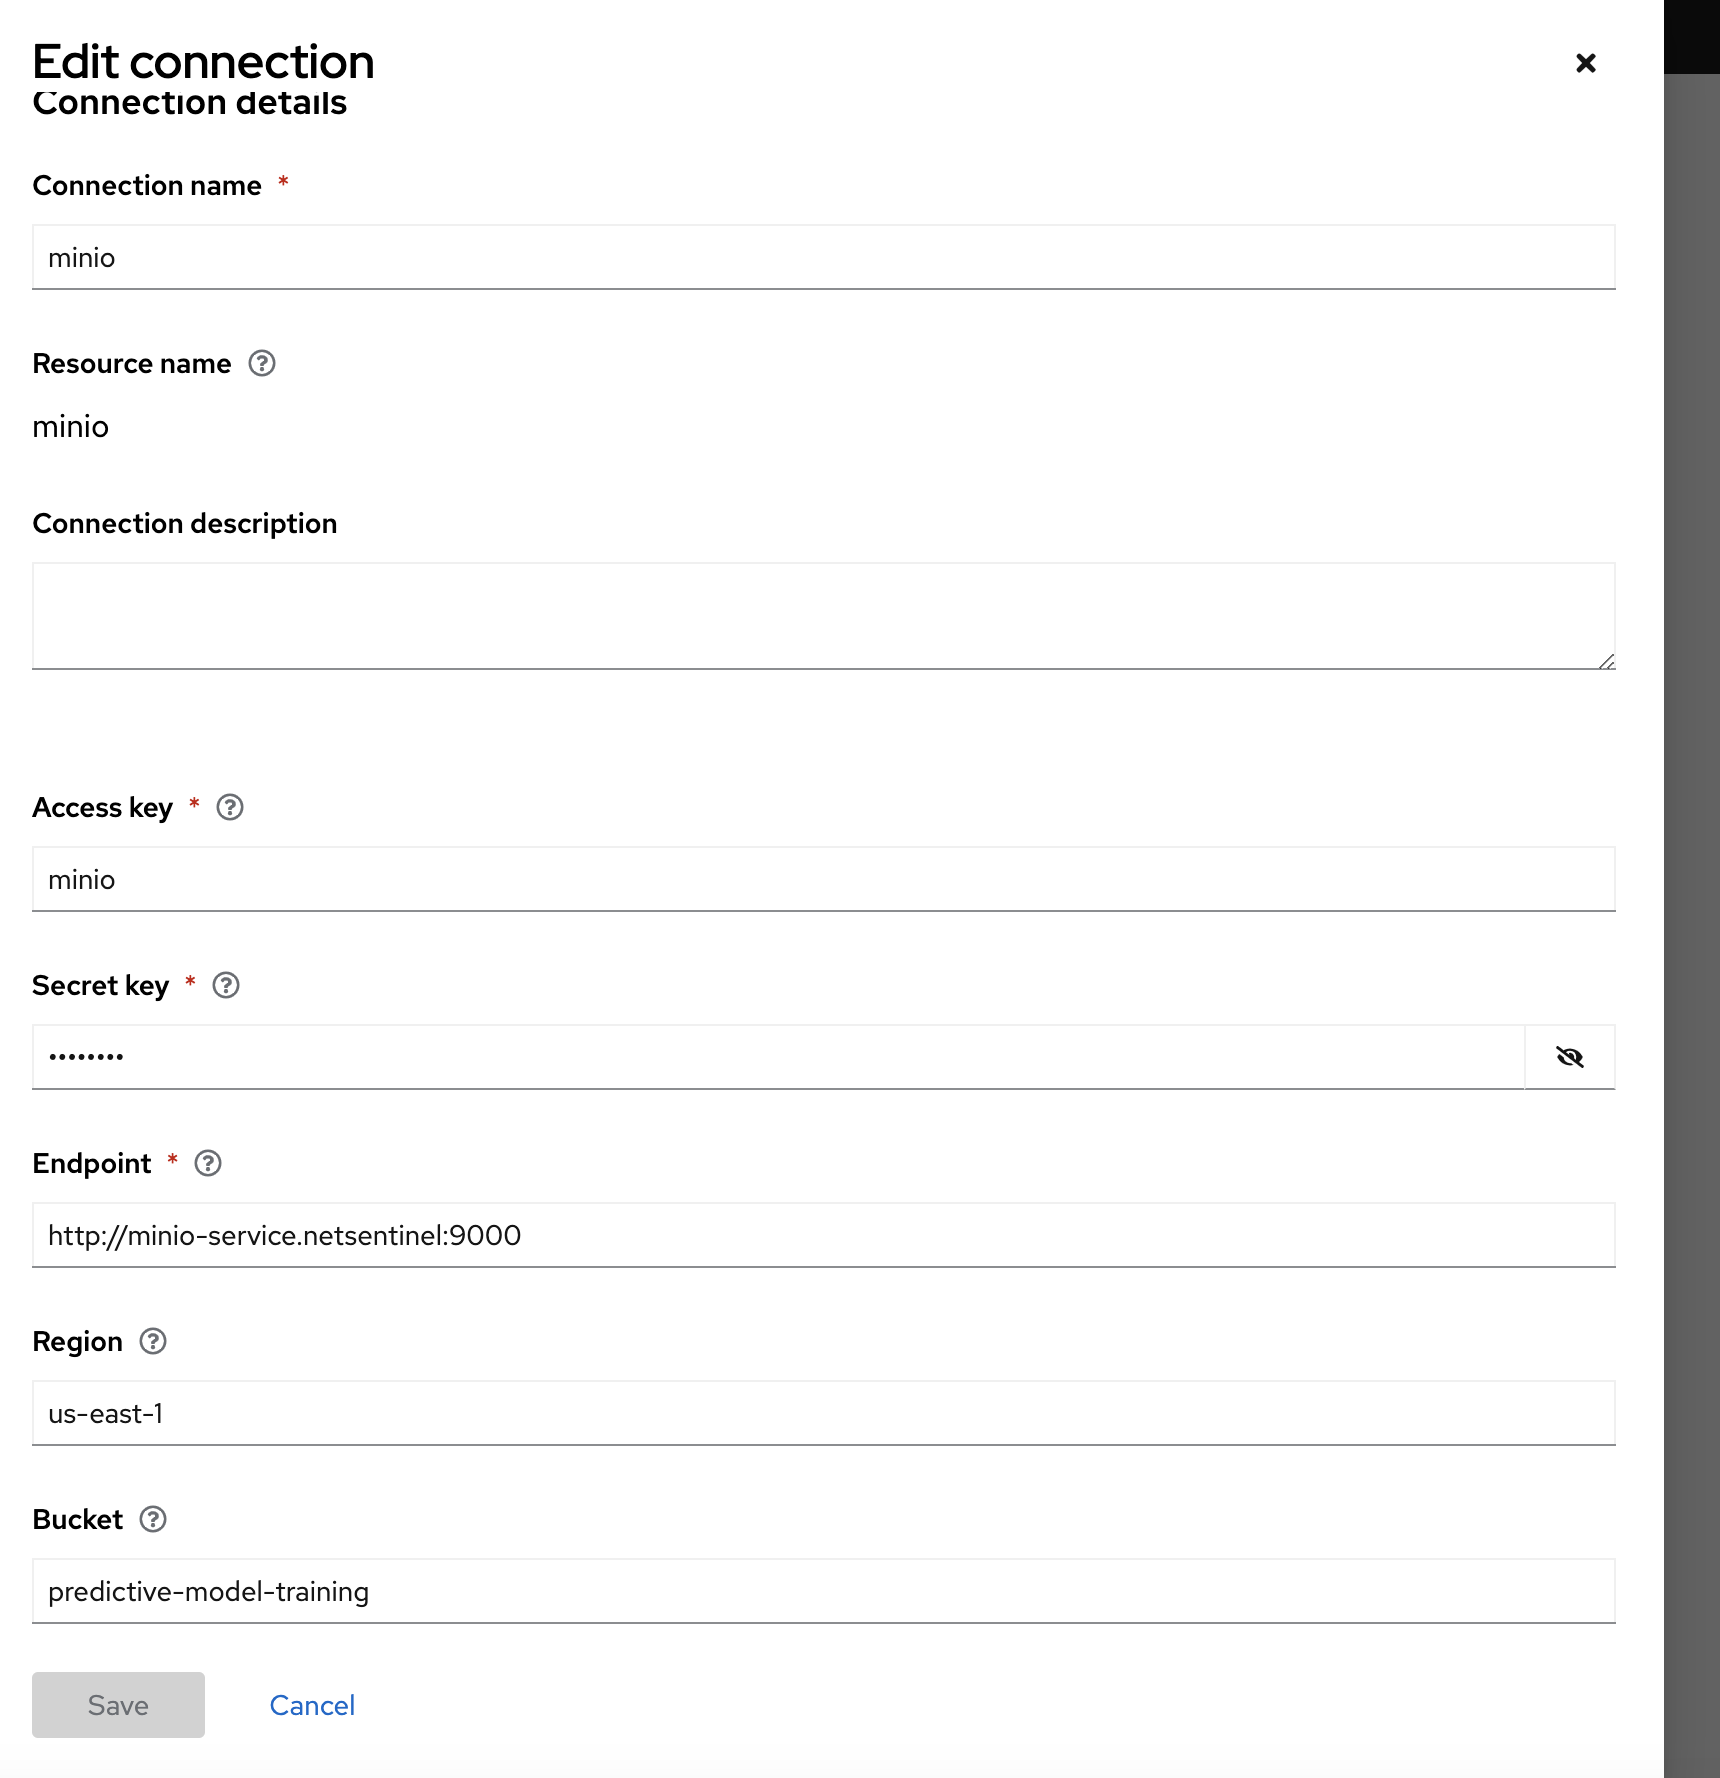 Edit connection
Connection details
Connection name *
minio
Resource name
minio
Connection description
Access key *
minio
Secret key *
••••••••
Endpoint *
http://minio-service.netsentinel:9000
Region
us-east-1
Bucket
predictive-model-training
Save Cancel